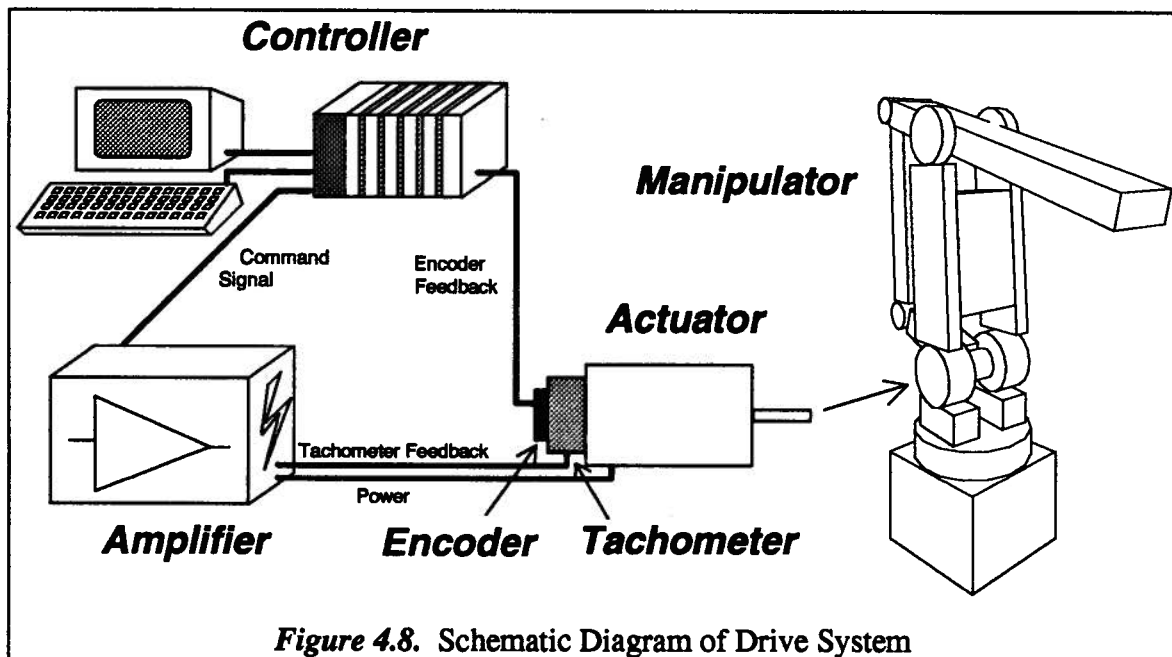 Controller
Manipulator
Command
Signal
Encoder
Feedback
Actuator
Tachometer Feedback
Power
Amplifier
Encoder
Tachometer
Figure 4.8. Schematic Diagram of Drive System